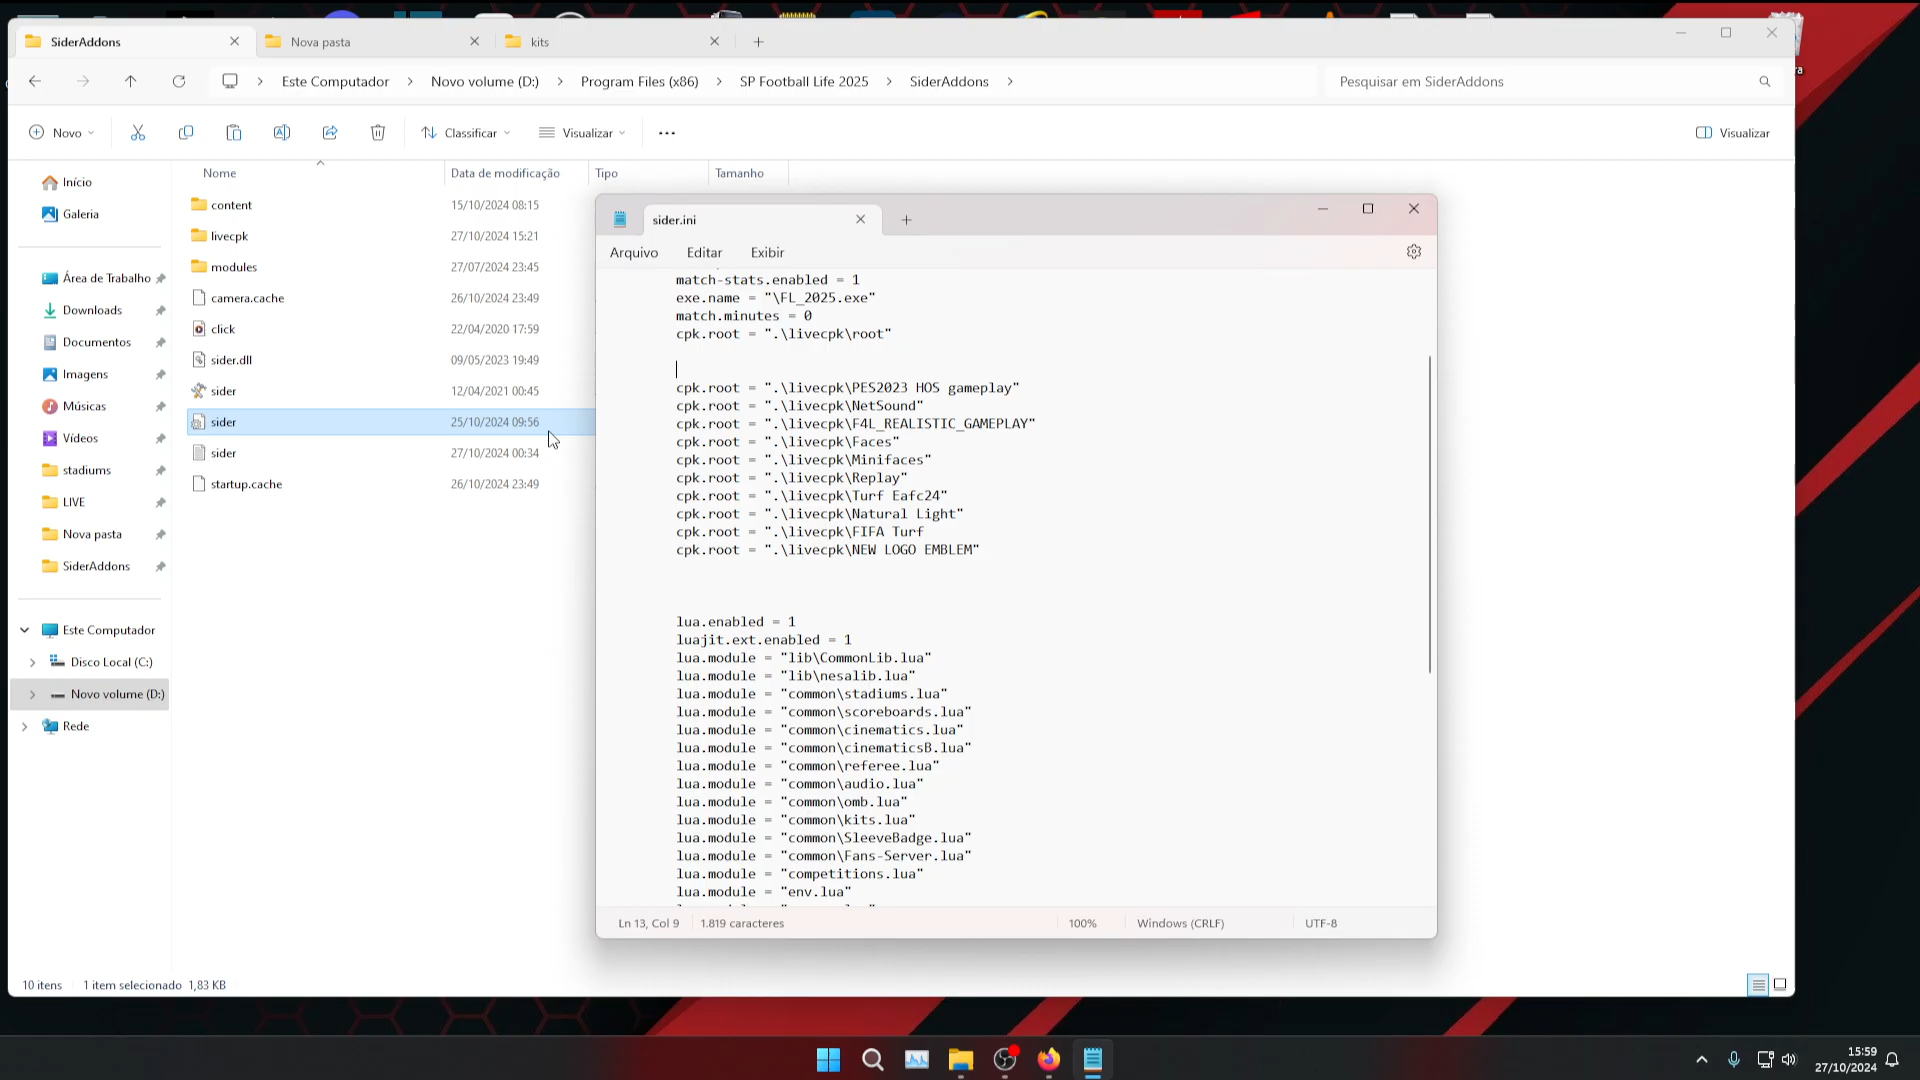 SiderAddons
Nova pasta
kits
Este Computador
Novo volume (D:)
Program Files (x86)
SP Football Life 2025
SiderAddons
Pesquisar em SiderAddons
Novo
Classificar
Visualizar
Visualizar
Nome
Data de modificação
Tipo
Tamanho
Início
Galeria
Área de Trabalho
Downloads
Documentos
Imagens
Músicas
Vídeos
stadiums
LIVE
Nova pasta
SiderAddons
Este Computador
Disco Local (C:)
Novo volume (D:)
Rede
content 15/10/2024 08:15
livecpk 27/10/2024 15:21
modules 27/07/2024 23:45
camera.cache 26/10/2024 23:49
click 22/04/2020 17:59
sider.dll 09/05/2023 19:49
sider 12/04/2021 00:45
sider 25/10/2024 09:56
sider 27/10/2024 00:34
startup.cache 26/10/2024 23:49
sider.ini
Arquivo Editar Exibir
match-stats.enabled = 1
exe.name = "\FL_2025.exe"
match.minutes = 0
cpk.root = ".\livecpk\root"
cpk.root = ".\livecpk\PES2023 HOS gameplay"
cpk.root = ".\livecpk\NetSound"
cpk.root = ".\livecpk\F4L_REALISTIC_GAMEPLAY"
cpk.root = ".\livecpk\Faces"
cpk.root = ".\livecpk\Minifaces"
cpk.root = ".\livecpk\Replay"
cpk.root = ".\livecpk\Turf Eafc24"
cpk.root = ".\livecpk\Natural Light"
cpk.root = ".\livecpk\FIFA Turf
cpk.root = ".\livecpk\NEW LOGO EMBLEM"
lua.enabled = 1
luajit.ext.enabled = 1
lua.module = "lib\CommonLib.lua"
lua.module = "lib\nesalib.lua"
lua.module = "common\stadiums.lua"
lua.module = "common\scoreboards.lua"
lua.module = "common\cinematics.lua"
lua.module = "common\cinematicsB.lua"
lua.module = "common\referee.lua"
lua.module = "common\audio.lua"
lua.module = "common\omb.lua"
lua.module = "common\kits.lua"
lua.module = "common\SleeveBadge.lua"
lua.module = "common\Fans-Server.lua"
lua.module = "competitions.lua"
lua.module = "env.lua"
Ln 13, Col 9
1.819 caracteres
100%
Windows (CRLF)
UTF-8
10 itens
1 item selecionado 1,83 KB
15:59
27/10/2024